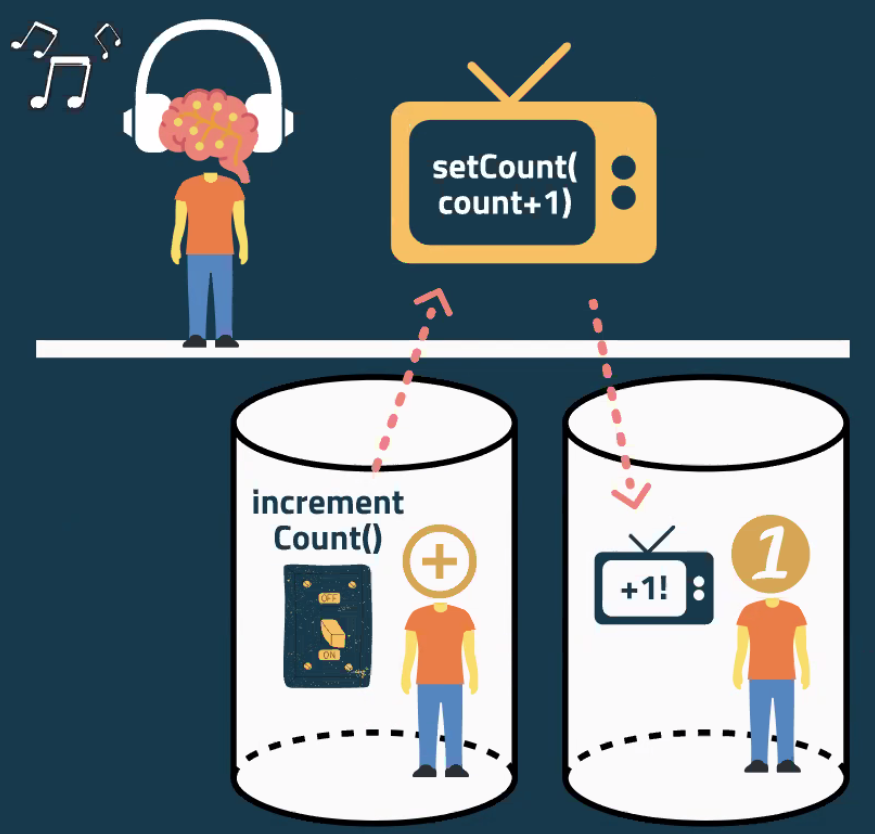 setCount(
count+1)
increment
Count()
OFF
ON
+
+1!
1